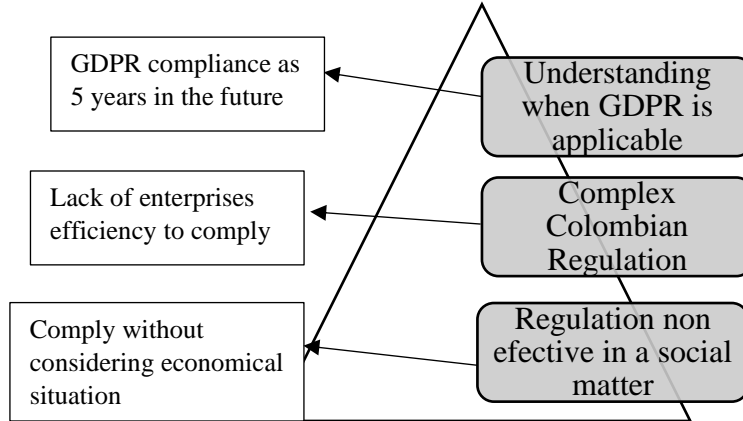 GDPR compliance as
5 years in the future
Understanding
when GDPR is
applicable
Lack of enterprises
efficiency to comply
Complex
Colombian
Regulation
Comply without
considering economical
situation
Regulation non
efective in a social
matter